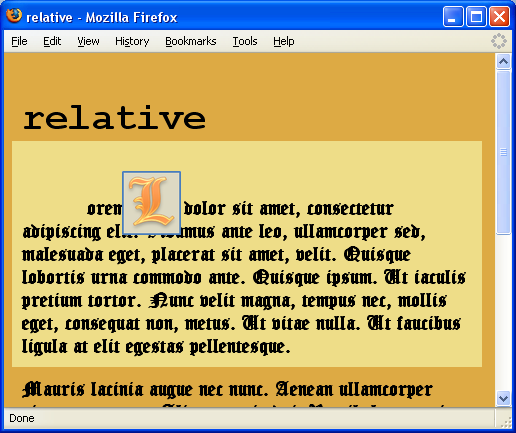 relative - Mozilla Firefox
File Edit View History Bookmarks Tools Help
relative
L
orem dolor sit amet, consectetur
adipiscing amus ante leo, ullamcorper sed,
malesuada eget, placerat sit amet, velit. Quisque
lobortis urna commodo ante. Quisque ipsum. Ut iaculis
pretium tortor. Nunc velit magna, tempus nec, mollis
eget, consequat non, metus. Ut vitae nulla. Ut faucibus
ligula at elit egestas pellentesque.
Mauris lacinia augue nec nunc. Aenean ullamcorper
Done